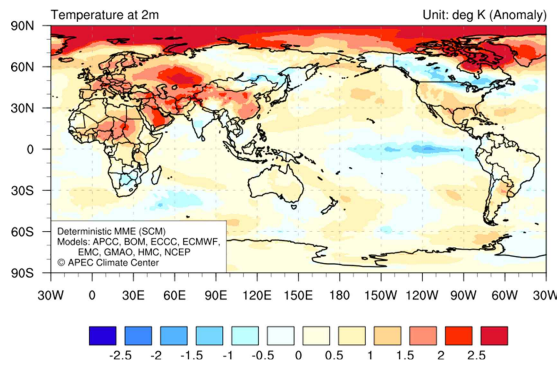 Temperature at 2m Unit: deg K (Anomaly)
90N
60N
30N
0
30S
60S
90S
Deterministic MME (SCM)
Models: APCC, BOM, ECCC, ECMWF,
EMC, GMAO, HMC, NCEP
© APEC Climate Center
30W 0 30E 60E 90E 120E 150E 180 150W 120W 90W 60W 30W
-2.5 -2 -1.5 -1 -0.5 0 0.5 1 1.5 2 2.5